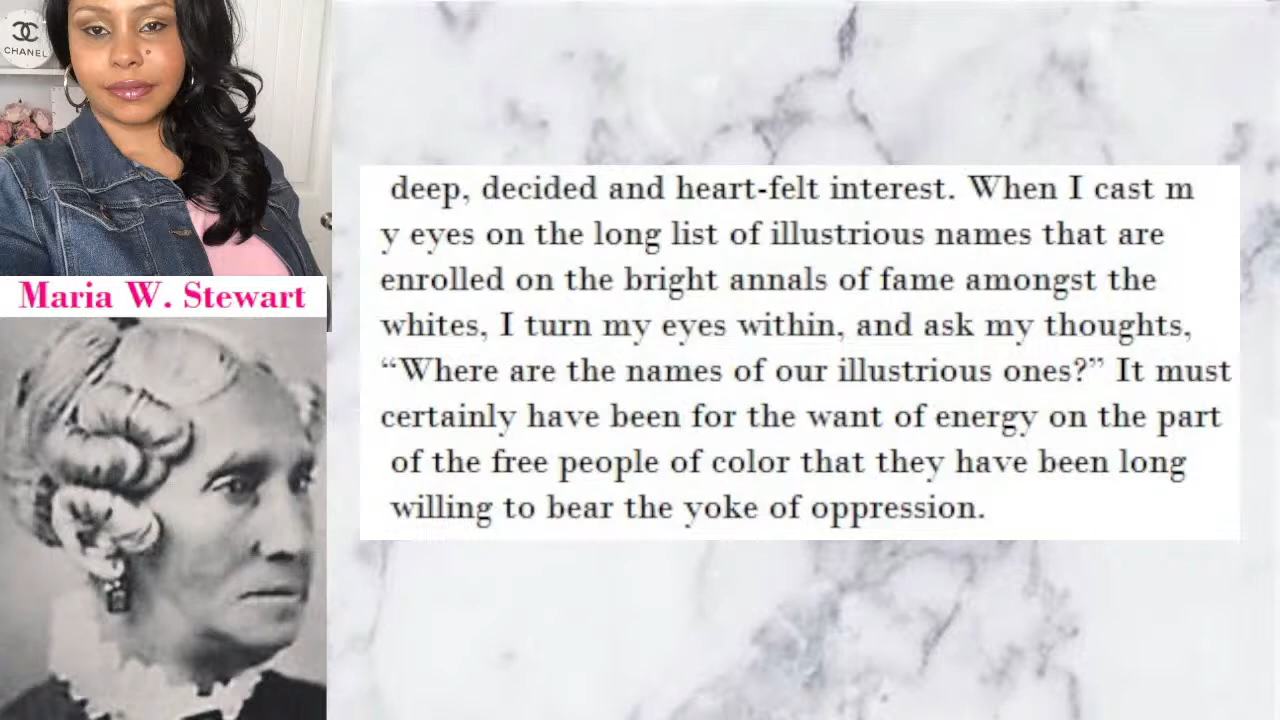 CHANEL
Maria W. Stewart
deep, decided and heart-felt interest. When I cast m
y eyes on the long list of illustrious names that are
enrolled on the bright annals of fame amongst the
whites, I turn my eyes within, and ask my thoughts,
“Where are the names of our illustrious ones?” It must
certainly have been for the want of energy on the part
of the free people of color that they have been long
willing to bear the yoke of oppression.